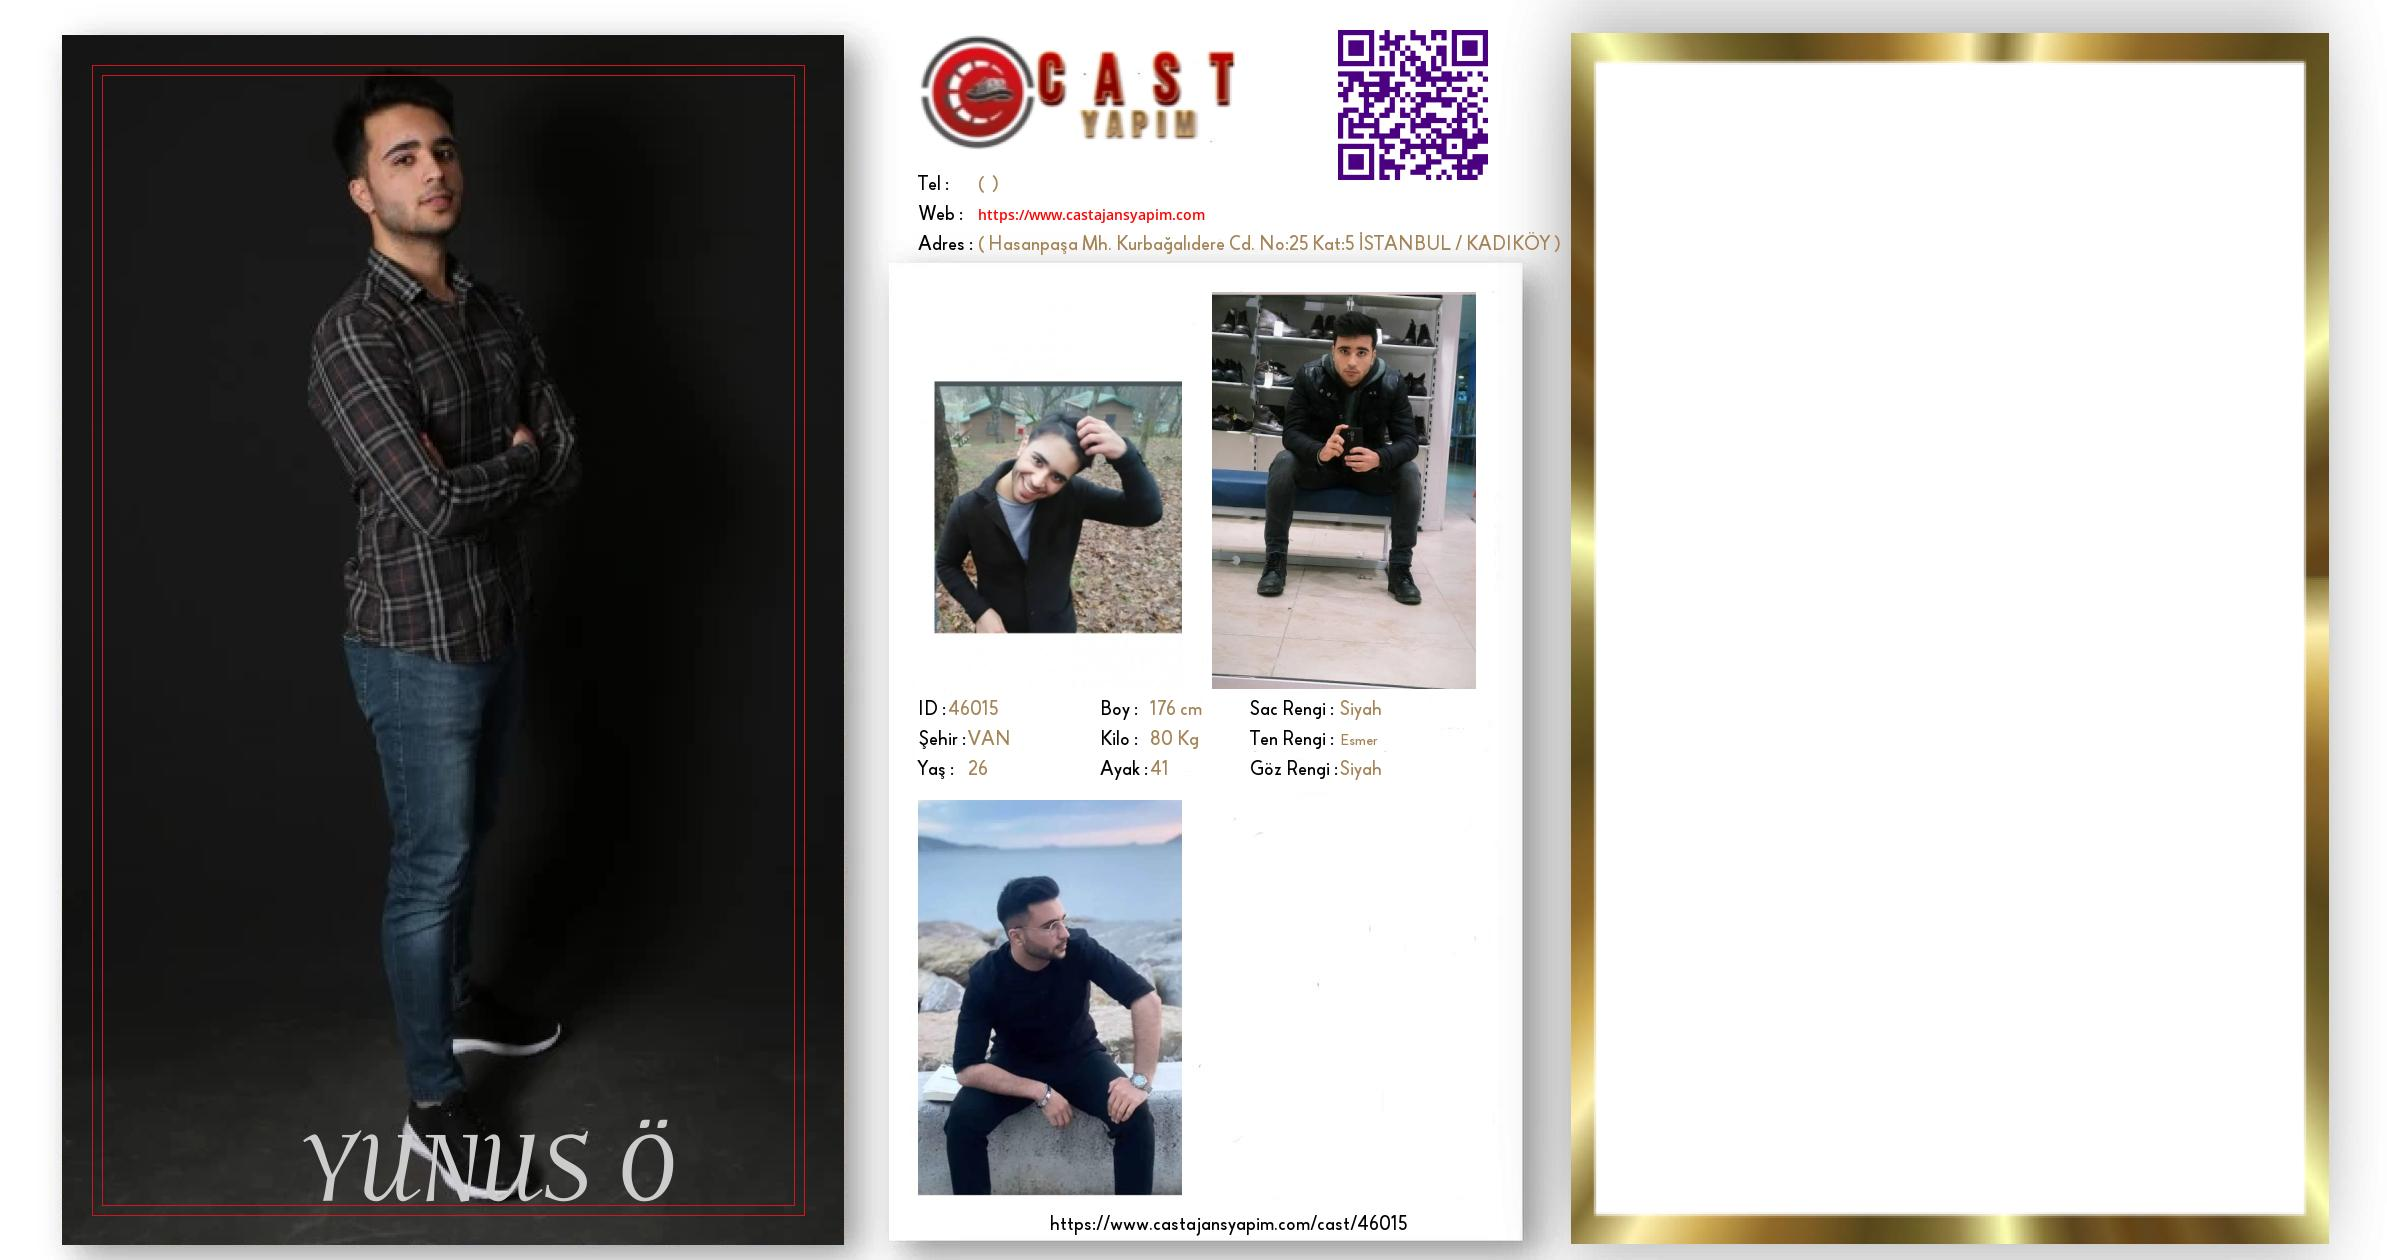 YUNUS Ö
CAST
YAPIM
Tel : ( )
Web : https://www.castajansyapim.com
Adres : ( Hasanpaşa Mh. Kurbağalıdere Cd. No:25 Kat:5 İSTANBUL / KADIKÖY )
ID : 46015 Boy : 176 cm Sac Rengi : Siyah
Şehir : VAN Kilo : 80 Kg Ten Rengi : Esmer
Yaş : 26 Ayak : 41 Göz Rengi : Siyah
https://www.castajansyapim.com/cast/46015